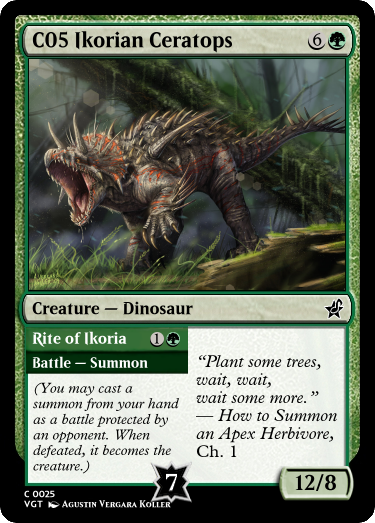 C05 Ikorian Ceratops 6
Creature — Dinosaur
Rite of Ikoria 1
Battle — Summon
(You may cast a
summon from your hand
as a battle protected by
an opponent. When
defeated, it becomes the
creature.)
“Plant some trees,
wait, wait,
wait some more.”
— How to Summon
an Apex Herbivore,
Ch. 1
7
12/8
C 0025
VGT Agustin Vergara Koller